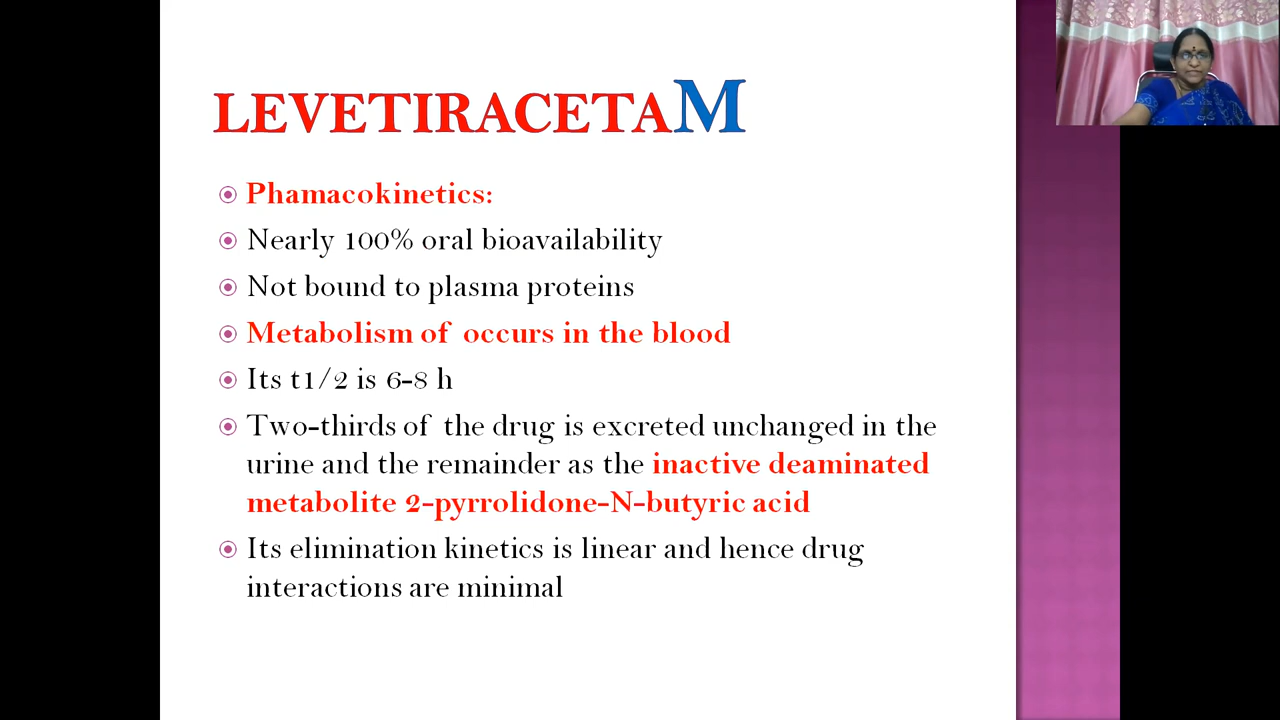 LEVETIRACETAM
Phamacokinetics:
Nearly 100% oral bioavailability
Not bound to plasma proteins
Metabolism of occurs in the blood
Its t1/2 is 6-8 h
Two-thirds of the drug is excreted unchanged in the
urine and the remainder as the inactive deaminated
metabolite 2-pyrrolidone-N-butyric acid
Its elimination kinetics is linear and hence drug
interactions are minimal